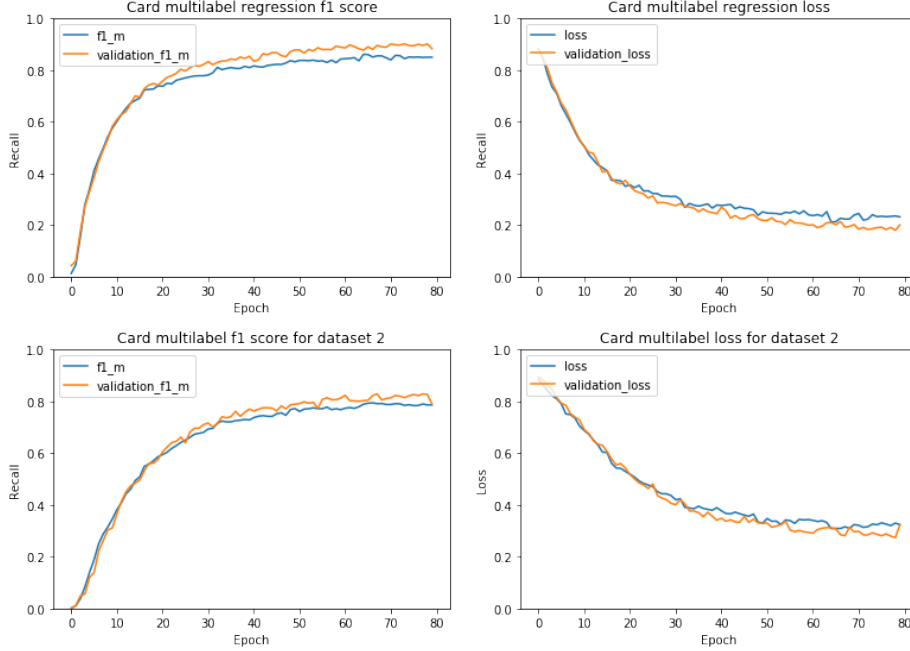 Card multilabel regression f1 score
1.0
0.8
0.6
0.4
0.2
0.0
Recall
f1_m
validation_f1_m
0 10 20 30 40 50 60 70 80
Epoch
Card multilabel regression loss
1.0
0.8
0.6
0.4
0.2
0.0
Recall
loss
validation_loss
0 10 20 30 40 50 60 70 80
Epoch
Card multilabel f1 score for dataset 2
1.0
0.8
0.6
0.4
0.2
0.0
Recall
f1_m
validation_f1_m
0 10 20 30 40 50 60 70 80
Epoch
Card multilabel loss for dataset 2
1.0
0.8
0.6
0.4
0.2
0.0
Loss
loss
validation_loss
0 10 20 30 40 50 60 70 80
Epoch